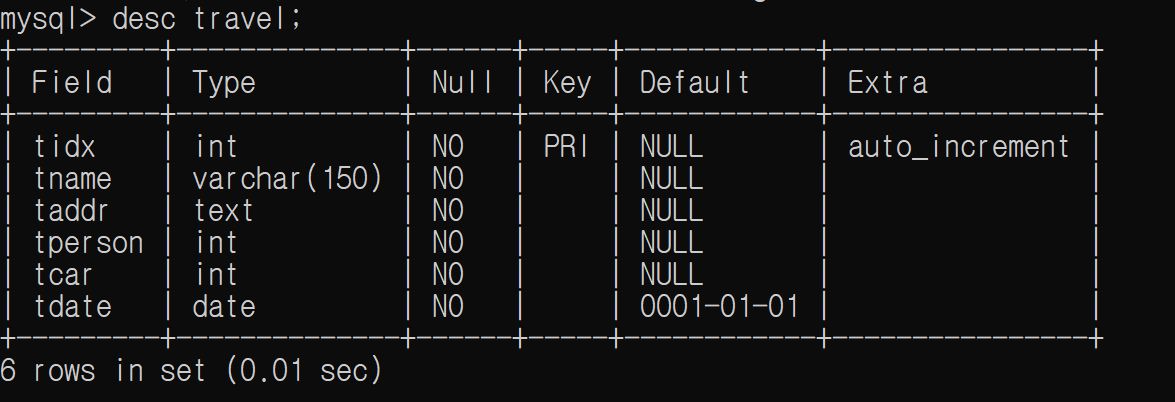 mysql> desc travel;
+---------+--------------+------+-----+------------+----------------+
| Field | Type | Null | Key | Default | Extra |
+---------+--------------+------+-----+------------+----------------+
| tidx | int | NO | PRI | NULL | auto_increment |
| tname | varchar(150) | NO | | NULL | |
| taddr | text | NO | | NULL | |
| tperson | int | NO | | NULL | |
| tcar | int | NO | | NULL | |
| tdate | date | NO | | 0001-01-01 | |
+---------+--------------+------+-----+------------+----------------+
6 rows in set (0.01 sec)